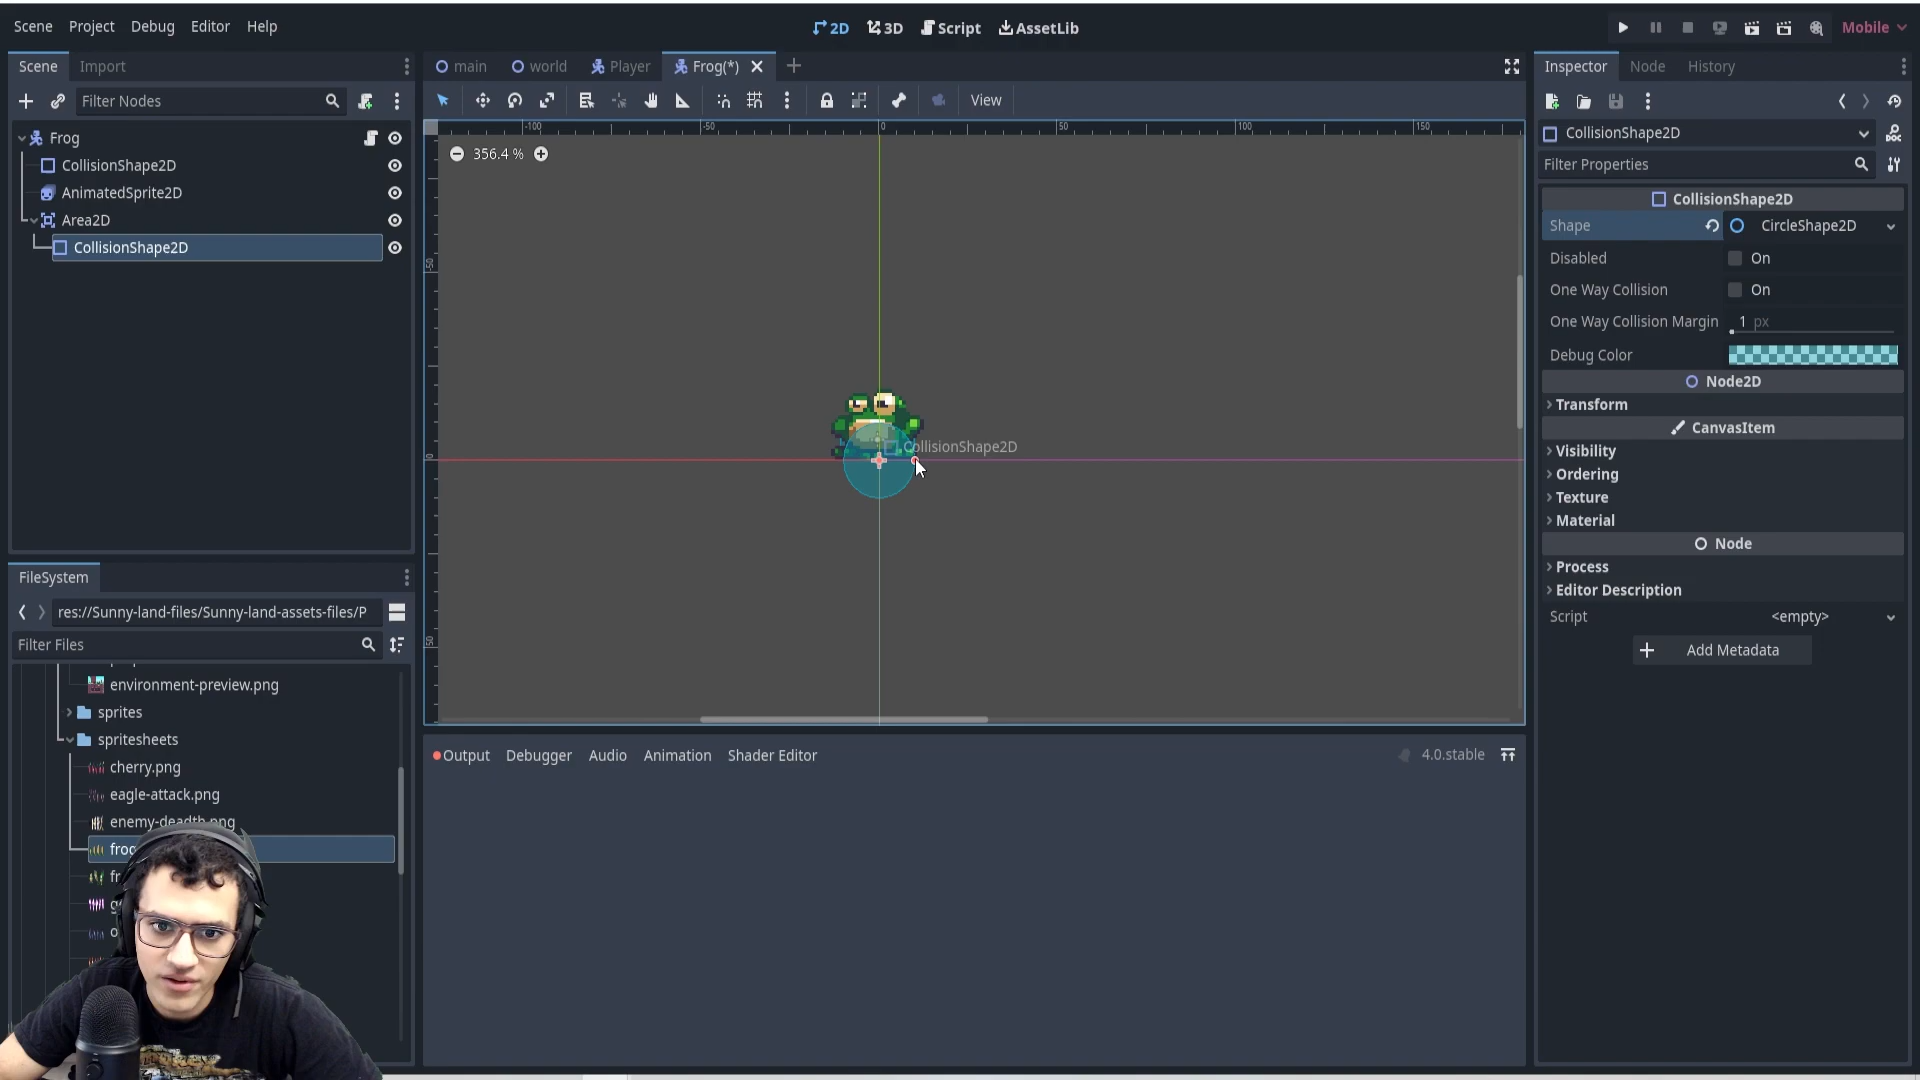 Scene Project Debug Editor Help
2D 3D Script AssetLib
Mobile
Scene Import
Filter Nodes
Frog
CollisionShape2D
AnimatedSprite2D
Area2D
CollisionShape2D
FileSystem
res://Sunny-land-files/Sunny-land-assets-files/P
Filter Files
environment-preview.png
sprites
spritesheets
cherry.png
eagle-attack.png
enemy-deadth.png
main world Player Frog(*)
View
-100 -50 0 50 100 150
356.4 %
50
0
50
CollisionShape2D
Output Debugger Audio Animation Shader Editor
4.0.stable
Inspector Node History
CollisionShape2D
Filter Properties
CollisionShape2D
Shape CircleShape2D
Disabled On
One Way Collision On
One Way Collision Margin 1 px
Debug Color
Node2D
Transform
CanvasItem
Visibility
Ordering
Texture
Material
Node
Process
Editor Description
Script <empty>
Add Metadata